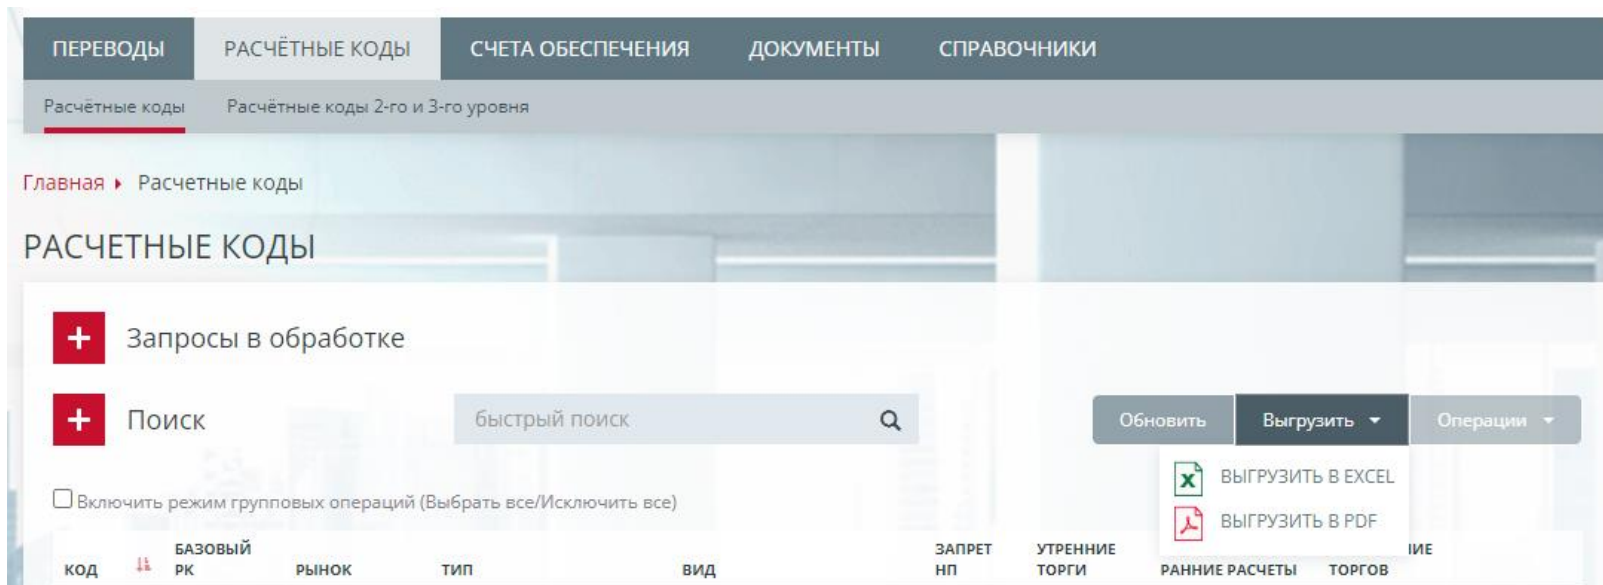 ПЕРЕВОДЫ РАСЧЁТНЫЕ КОДЫ СЧЕТА ОБЕСПЕЧЕНИЯ ДОКУМЕНТЫ СПРАВОЧНИКИ
Расчётные коды Расчётные коды 2-го и 3-го уровня
Главная Расчетные коды
РАСЧЕТНЫЕ КОДЫ
Запросы в обработке
Поиск быстрый поиск Обновить Выгрузить Операции
ВЫГРУЗИТЬ В EXCEL
Включить режим групповых операций (Выбрать все/Исключить все)
ВЫГРУЗИТЬ В PDF
КОД БАЗОВЫЙ РК РЫНОК ТИП ВИД ЗАПРЕТ НП УТРЕННИЕ ТОРГИ РАННИЕ РАСЧЕТЫ ТОРГОВ